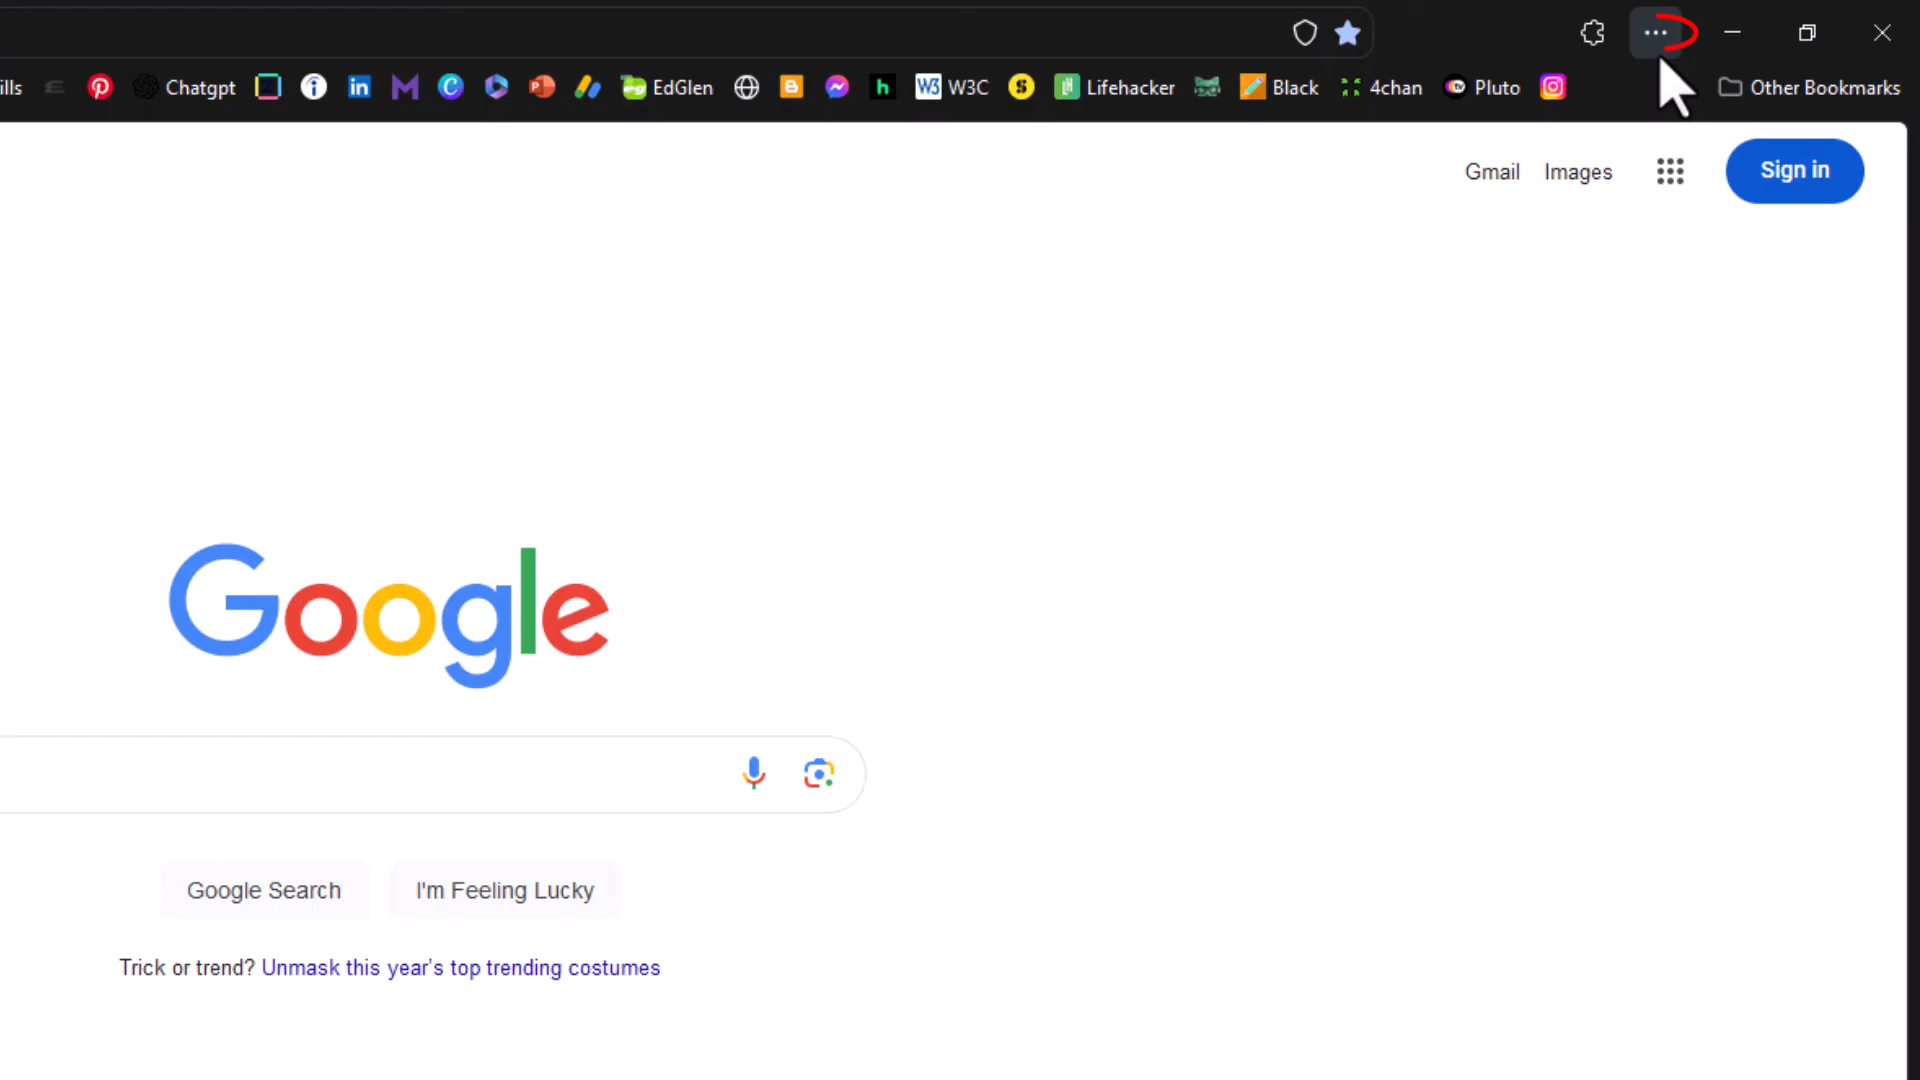 ills Chatgpt EdGlen W3C Lifehacker Black 4chan Pluto Other Bookmarks
Gmail Images Sign in
Google
Google Search I'm Feeling Lucky
Trick or trend? Unmask this year's top trending costumes